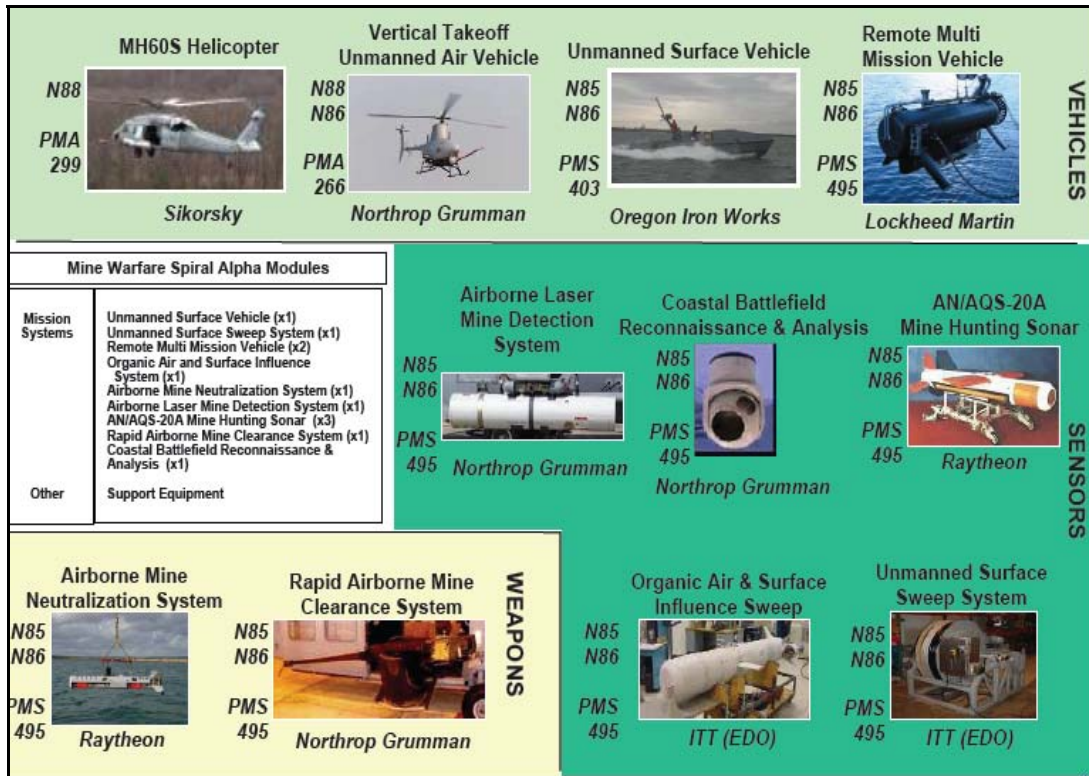 MH60S Helicopter
N88
PMA
299
Sikorsky
Vertical Takeoff
Unmanned Air Vehicle
N88
N86
PMA
266
Northrop Grumman
Unmanned Surface Vehicle
N85
N86
PMS
403
Oregon Iron Works
Remote Multi
Mission Vehicle
N85
N86
PMS
495
Lockheed Martin
VEHICLES
Mine Warfare Spiral Alpha Modules
Mission
Systems
Unmanned Surface Vehicle (x1)
Unmanned Surface Sweep System (x1)
Remote Multi Mission Vehicle (x2)
Organic Air and Surface Influence
System (x1)
Airborne Mine Neutralization System (x1)
Airborne Laser Mine Detection System (x1)
AN/AQS-20A Mine Hunting Sonar (x3)
Rapid Airborne Mine Clearance System (x1)
Coastal Battlefield Reconnaissance &
Analysis (x1)
Other
Support Equipment
Airborne Laser
Mine Detection
System
N85
N86
PMS
495
Northrop Grumman
Coastal Battlefield
Reconnaissance & Analysis
N85
N86
PMS
495
Northrop Grumman
AN/AQS-20A
Mine Hunting Sonar
N85
N86
PMS
495
Raytheon
SENSORS
Airborne Mine
Neutralization System
N85
N86
PMS
495
Raytheon
Rapid Airborne Mine
Clearance System
N85
N86
PMS
495
Northrop Grumman
WEAPONS
Organic Air & Surface
Influence Sweep
N85
N86
PMS
495
ITT (EDO)
Unmanned Surface
Sweep System
N85
N86
PMS
495
ITT (EDO)